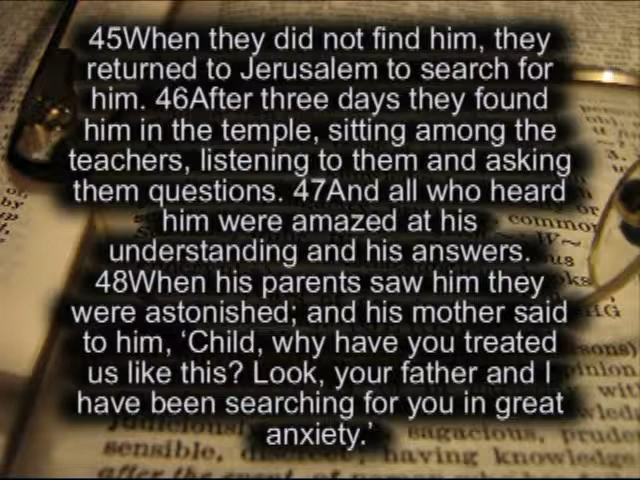 45When they did not find him, they
returned to Jerusalem to search for
him. 46After three days they found
him in the temple, sitting among the
teachers, listening to them and asking
them questions. 47And all who heard
him were amazed at his
understanding and his answers.
48When his parents saw him they
were astonished; and his mother said
to him, ‘Child, why have you treated
us like this? Look, your father and I
have been searching for you in great
anxiety.’
common
W~
sagacious,
sensible,
having knowledge